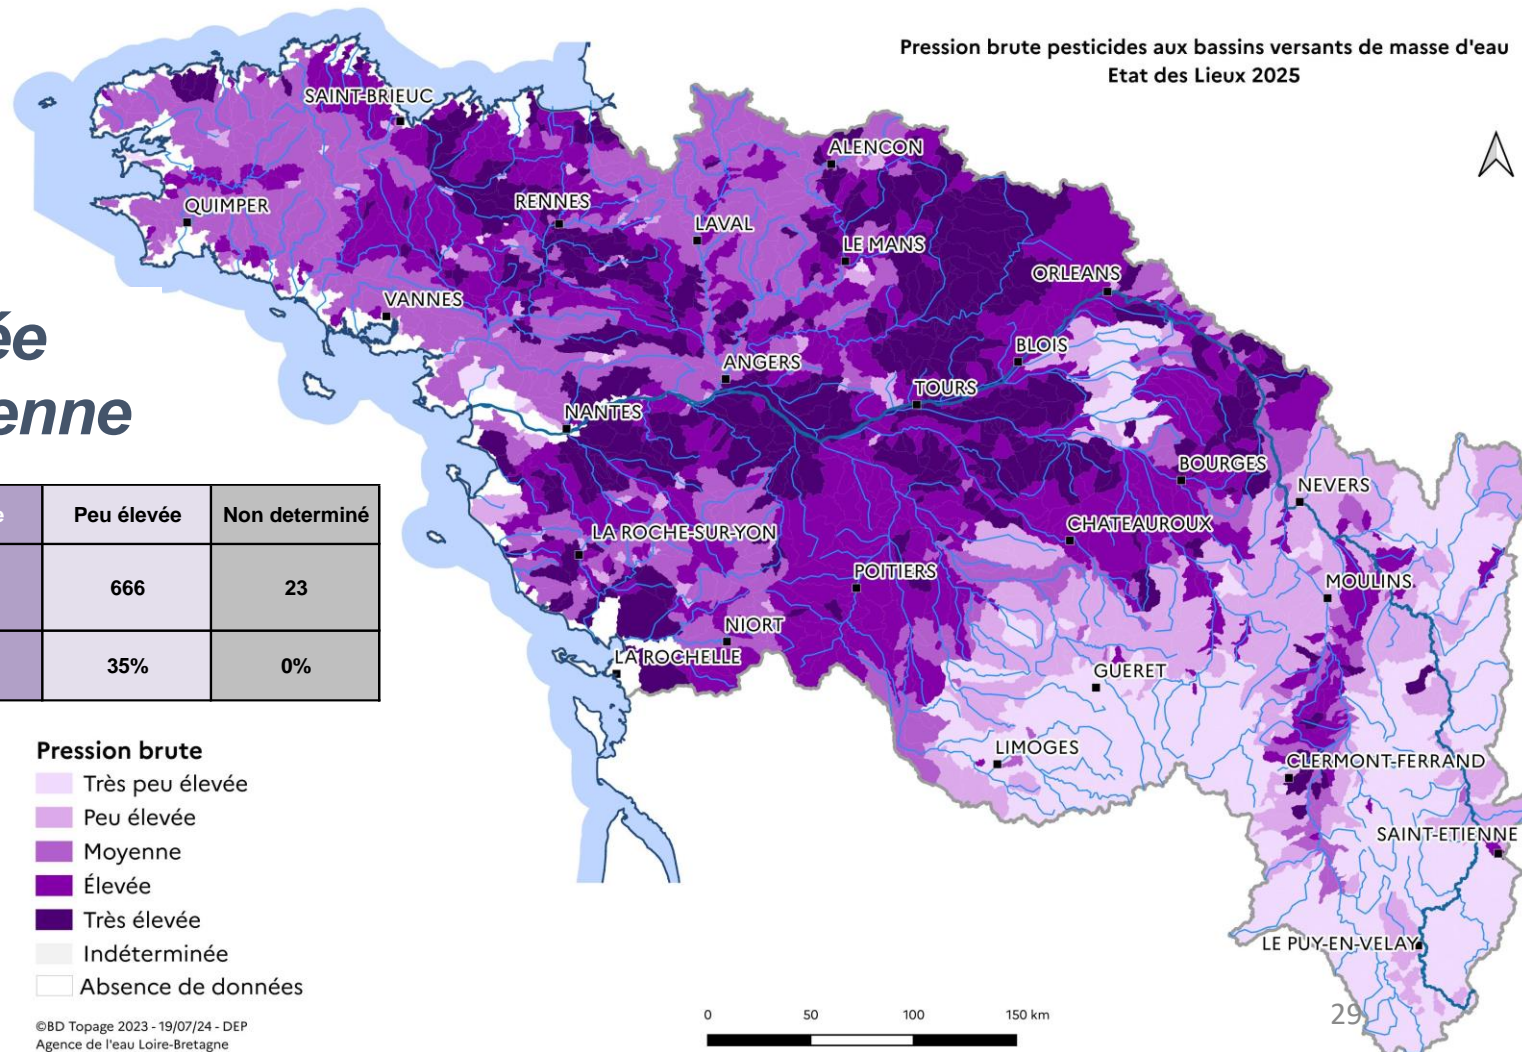 Pression brute pesticides aux bassins versants de masse d'eau
Etat des Lieux 2025
SAINT-BRIEUC
ALENCON
QUIMPER
RENNES
LAVAL
LE MANS
ORLEANS
VANNES
BLOIS
ANGERS
TOURS
NANTES
BOURGES
NEVERS
LA ROCHE-SUR-YON
CHATEAUROUX
POITIERS
MOULINS
NIORT
LA ROCHELLE
GUERET
LIMOGES
CLERMONT-FERRAND
SAINT-ETIENNE
LE PUY-EN-VELAY
ée
enne
e Peu élevée Non determiné
666 23
35% 0%
Pression brute
Très peu élevée
Peu élevée
Moyenne
Élevée
Très élevée
Indéterminée
Absence de données
©BD Topage 2023 - 19/07/24 - DEP
Agence de l'eau Loire-Bretagne
0 50 100 150 km
29